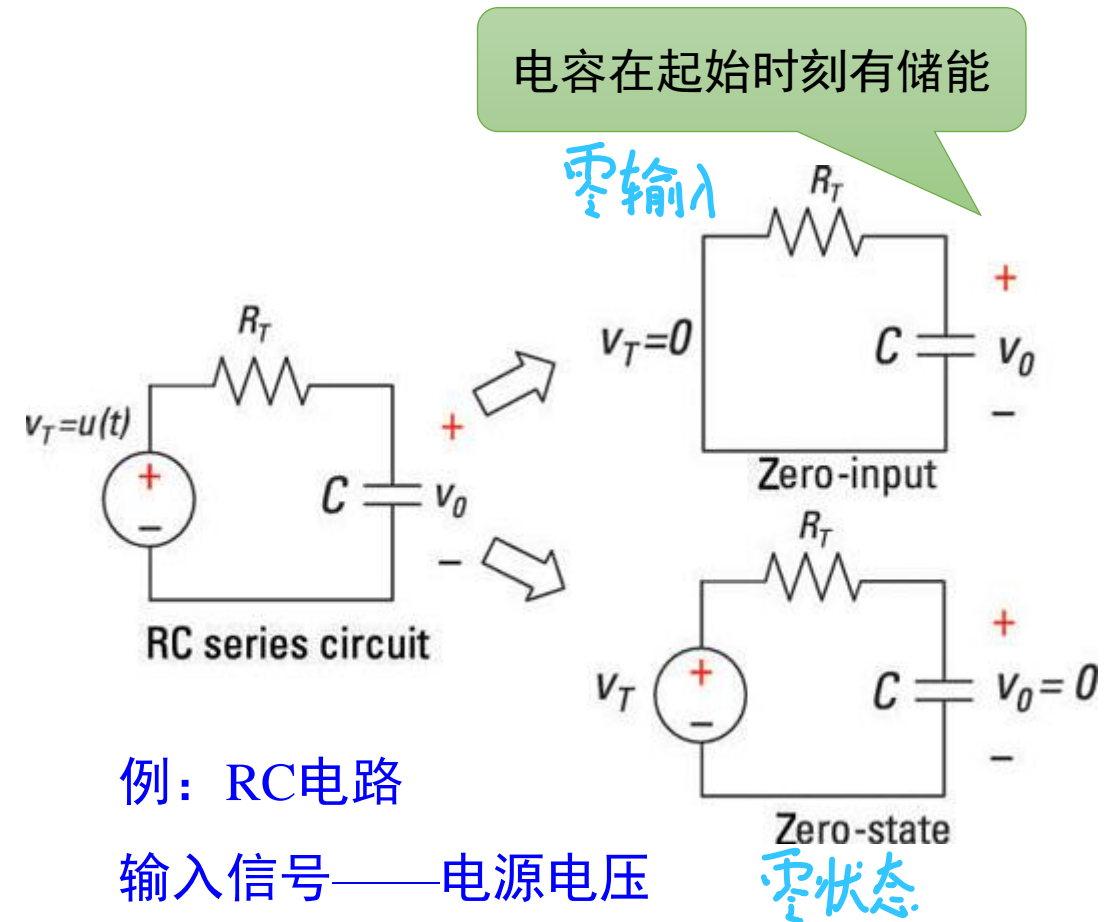 电容在起始时刻有储能
零输入
R_T
v_T=0
C
+
v_0
−
Zero-input
R_T
v_T=u(t)
+
−
C
+
v_0
−
RC series circuit
R_T
v_T
+
−
C
+
v_0 = 0
−
Zero-state
零状态
例：RC电路
输入信号——电源电压